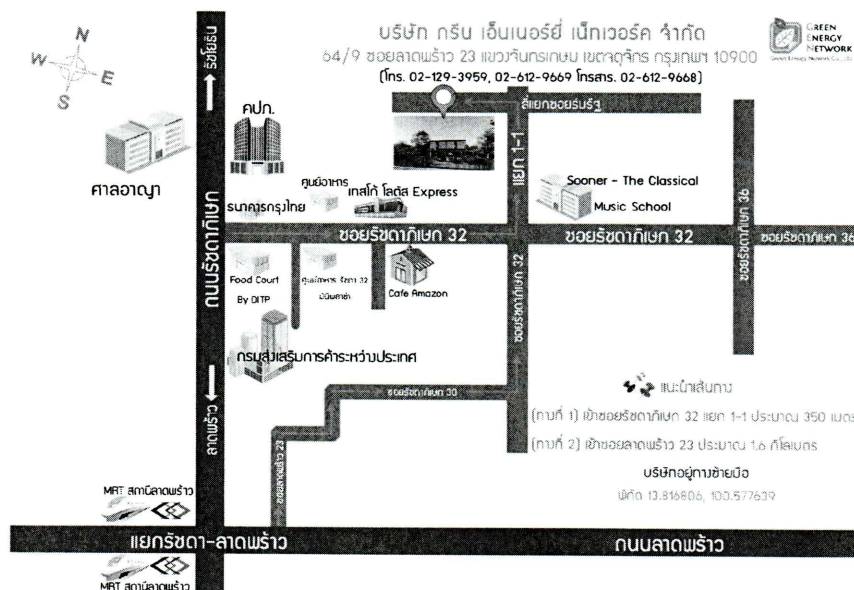 บริษัท กรีน เอ็นเนอร์ยี่ เน็ทเวอร์ค จำกัด
64/9 ซอยลาดพร้าว 23 แขวงจันทรเกษม เขตจตุจักร กรุงเทพฯ 10900
(โทร. 02-129-3959, 02-612-9669 โทรสาร. 02-612-9668)
GREEN
ENERGY
NETWORK
Green Energy Network Co.,Ltd.
N
W
E
S
รัชโยธิน
คปภ.
สี่แยกซอยร่มรัฐ
แยก 1-1
ศาลอาญา
ศูนย์อาหาร
เทสโก้ โลตัส Express
ธนาคารกรุงไทย
Sooner - The Classical
Music School
ถนนรัชดาภิเษก
ซอยรัชดาภิเษก 32
ซอยรัชดาภิเษก 32
ซอยรัชดาภิเษก 36
ซอยรัชดาภิเษก 36
Food Court
By DITP
ศูนย์อาหาร รัชดา 32
Cafe Amazon
ซอยรัชดาภิเษก 32
กรมส่งเสริมการค้าระหว่างประเทศ
ลาดพร้าว
ซอยรัชดาภิเษก 30
ซอยลาดพร้าว 23
แนะนำเส้นทาง
(ทางที่ 1) เข้าซอยรัชดาภิเษก 32 แยก 1-1 ประมาณ 350 เมตร
(ทางที่ 2) เข้าซอยลาดพร้าว 23 ประมาณ 1.6 กิโลเมตร
บริษัทอยู่ทางซ้ายมือ
พิกัด 13.816806, 100.577639
MRT สถานีลาดพร้าว
แยกรัชดา-ลาดพร้าว
ถนนลาดพร้าว
MRT สถานีลาดพร้าว